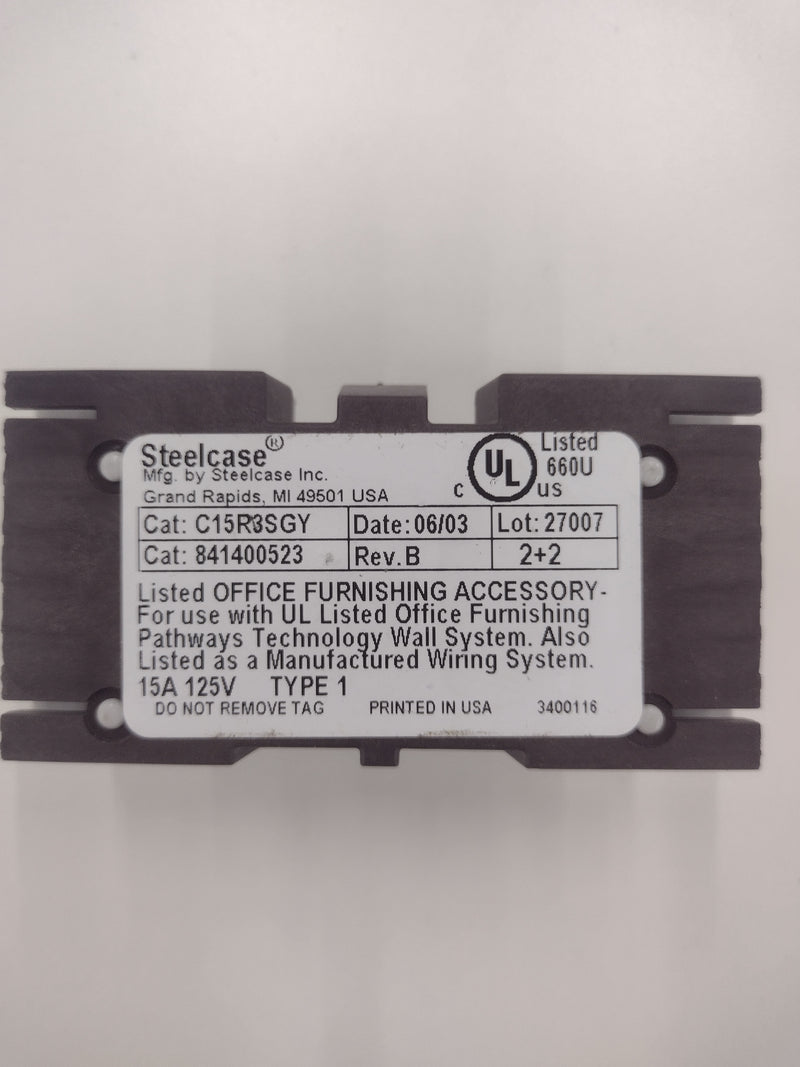 Steelcase®
Mfg. by Steelcase Inc.
Grand Rapids, MI 49501 USA
C UL US
Listed
660U
Cat: C15R3SGY Date: 06/03 Lot: 27007
Cat: 841400523 Rev.B 2+2
Listed OFFICE FURNISHING ACCESSORY-
For use with UL Listed Office Furnishing
Pathways Technology Wall System. Also
Listed as a Manufactured Wiring System.
15A 125V TYPE 1
DO NOT REMOVE TAG PRINTED IN USA 3400116